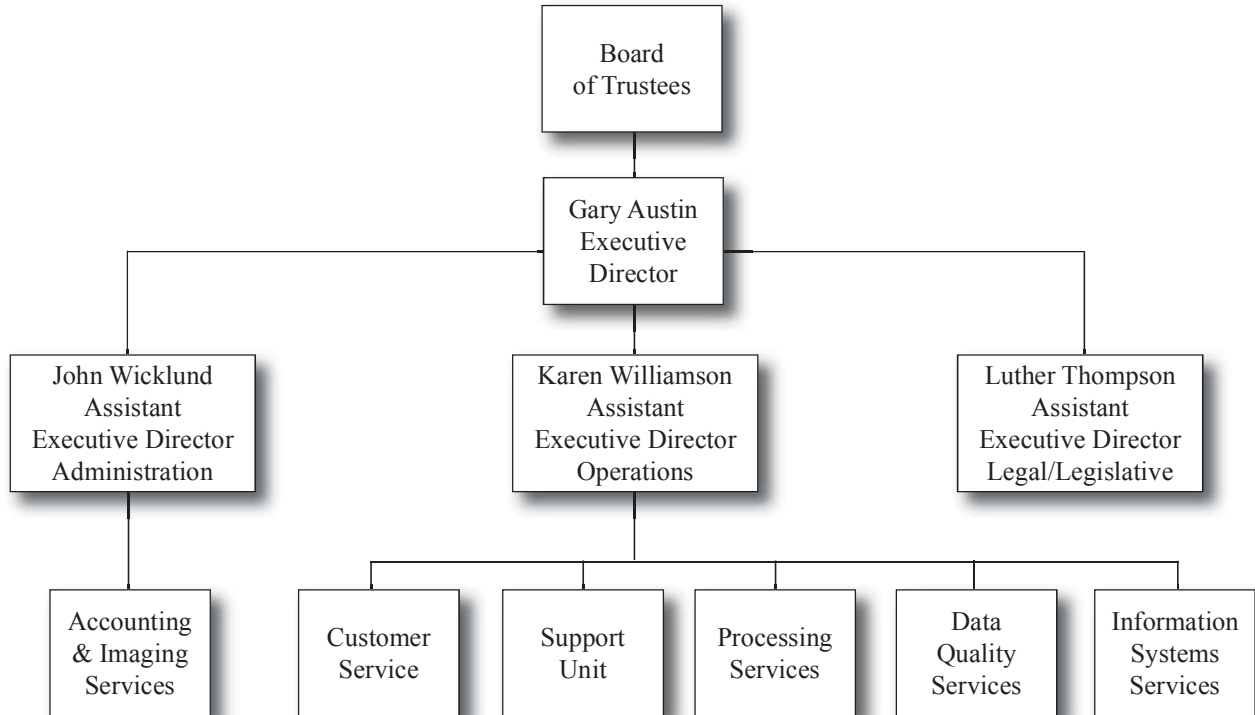 Board
of Trustees
Gary Austin
Executive
Director
John Wicklund
Assistant
Executive Director
Administration
Karen Williamson
Assistant
Executive Director
Operations
Luther Thompson
Assistant
Executive Director
Legal/Legislative
Accounting
& Imaging
Services
Customer
Service
Support
Unit
Processing
Services
Data
Quality
Services
Information
Systems
Services